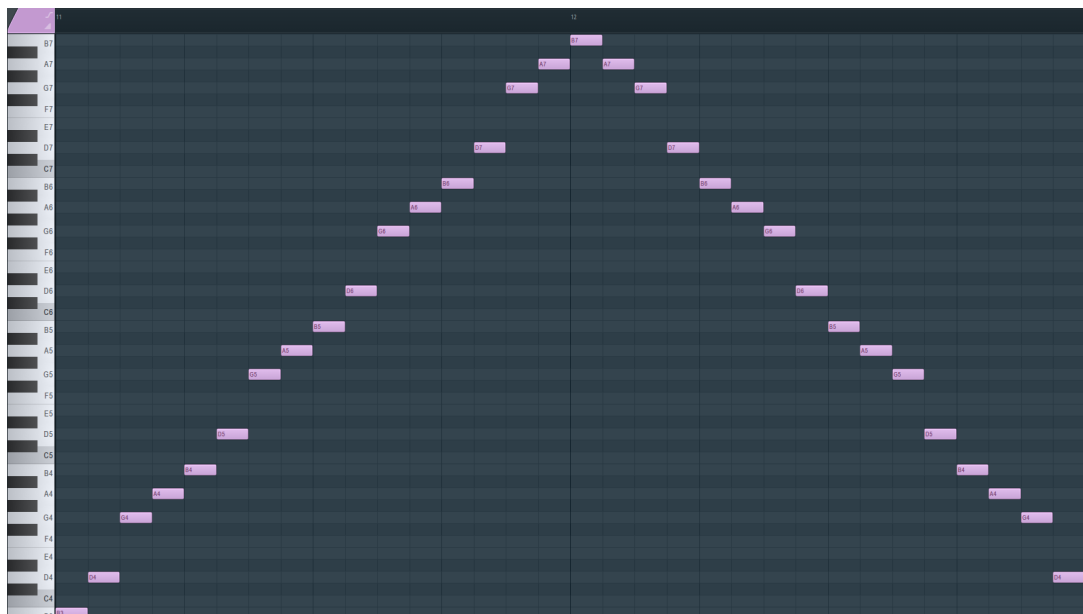 11 12
B7 B7
A7 A7 A7
G7 G7 G7
F7
E7
D7 D7 D7
C7
B6 B6 B6
A6 A6 A6
G6 G6 G6
F6
E6
D6 D6 D6
C6
B5 B5 B5
A5 A5 A5
G5 G5 G5
F5
E5
D5 D5 D5
C5
B4 B4 B4
A4 A4 A4
G4 G4 G4
F4
E4
D4 D4 D4
C4